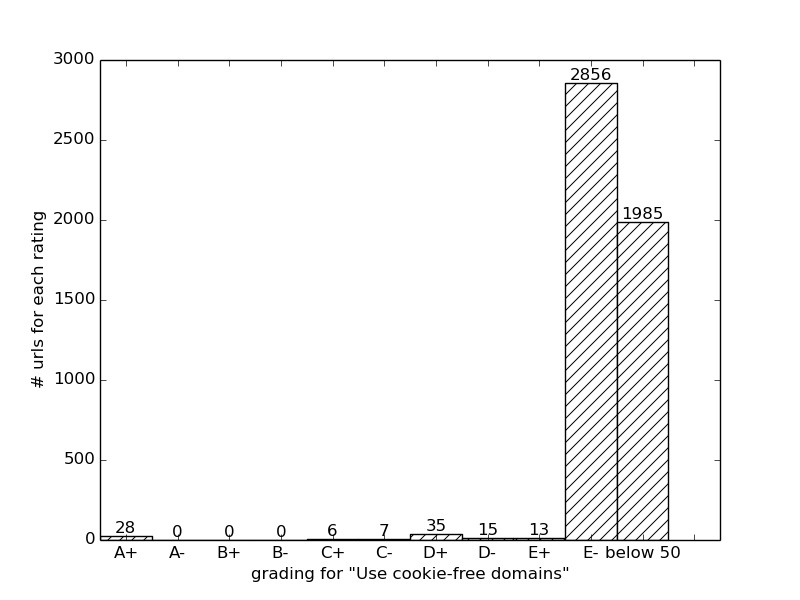 3000
2500
2000
1500
1000
500
0
# urls for each rating
28
0
0
0
6
7
35
15
13
2856
1985
A+
A-
B+
B-
C+
C-
D+
D-
E+
E-
below 50
grading for "Use cookie-free domains"